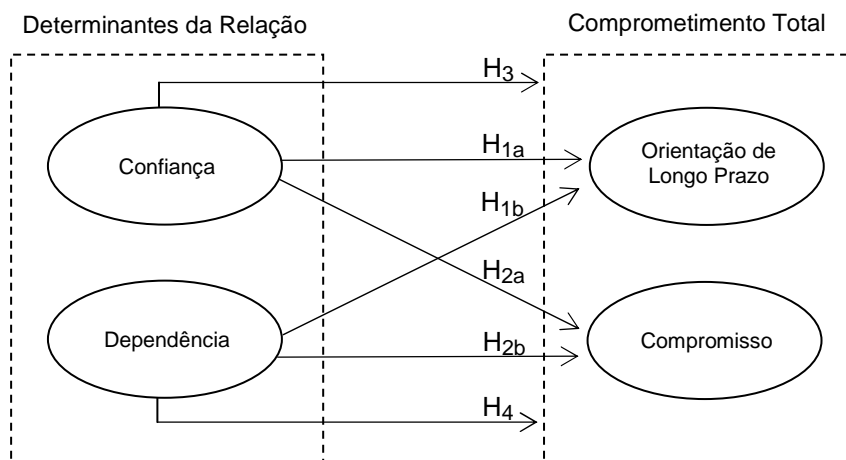 Determinantes da Relação
Comprometimento Total
H3
Confiança
H1a
Orientação de
Longo Prazo
H1b
H2a
Dependência
H2b
Compromisso
H4